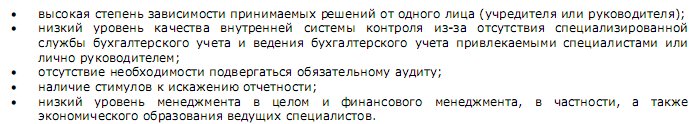 • высокая степень зависимости принимаемых решений от одного лица (учредителя или руководителя);
• низкий уровень качества внутренней системы контроля из-за отсутствия специализированной
службы бухгалтерского учета и ведения бухгалтерского учета привлекаемыми специалистами или
лично руководителем;
• отсутствие необходимости подвергаться обязательному аудиту;
• наличие стимулов к искажению отчетности;
• низкий уровень менеджмента в целом и финансового менеджмента, в частности, а также
экономического образования ведущих специалистов.